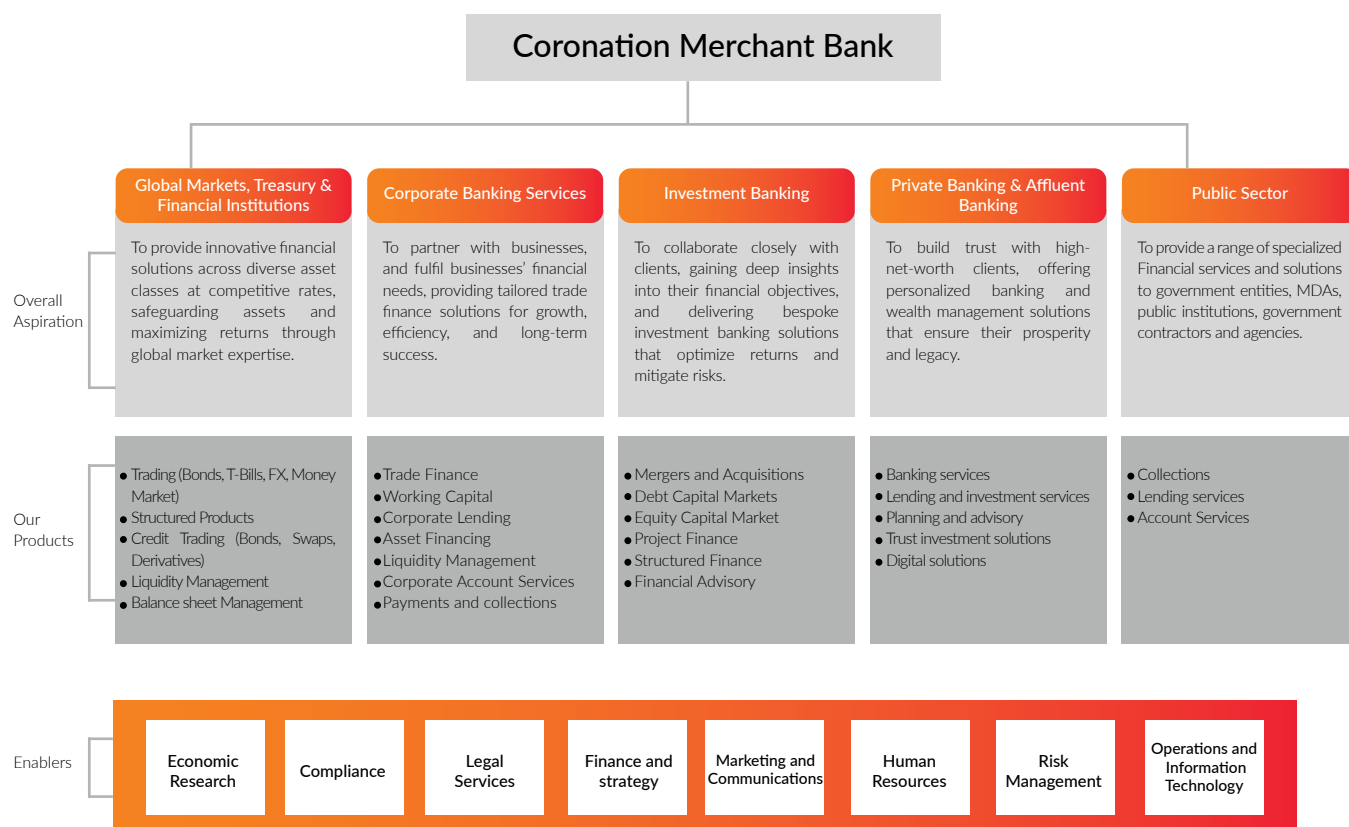 Coronation Merchant Bank
Global Markets, Treasury &
Financial Institutions
Corporate Banking Services
Investment Banking
Private Banking & Affluent
Banking
Public Sector
Overall
Aspiration
To provide innovative financial
solutions across diverse asset
classes at competitive rates,
safeguarding assets and
maximizing returns through
global market expertise.
To partner with businesses,
and fulfil businesses’ financial
needs, providing tailored trade
finance solutions for growth,
efficiency, and long-term
success.
To collaborate closely with
clients, gaining deep insights
into their financial objectives,
and delivering bespoke
investment banking solutions
that optimize returns and
mitigate risks.
To build trust with high-
net-worth clients, offering
personalized banking and
wealth management solutions
that ensure their prosperity
and legacy.
To provide a range of specialized
Financial services and solutions
to government entities, MDAs,
public institutions, government
contractors and agencies.
Our
Products
● Trading (Bonds, T-Bills, FX, Money
Market)
● Structured Products
● Credit Trading (Bonds, Swaps,
Derivatives)
● Liquidity Management
● Balance sheet Management
● Trade Finance
● Working Capital
● Corporate Lending
● Asset Financing
● Liquidity Management
● Corporate Account Services
● Payments and collections
● Mergers and Acquisitions
● Debt Capital Markets
● Equity Capital Market
● Project Finance
● Structured Finance
● Financial Advisory
● Banking services
● Lending and investment services
● Planning and advisory
● Trust investment solutions
● Digital solutions
● Collections
● Lending services
● Account Services
Enablers
Economic
Research
Compliance
Legal
Services
Finance and
strategy
Marketing and
Communications
Human
Resources
Risk
Management
Operations and
Information
Technology